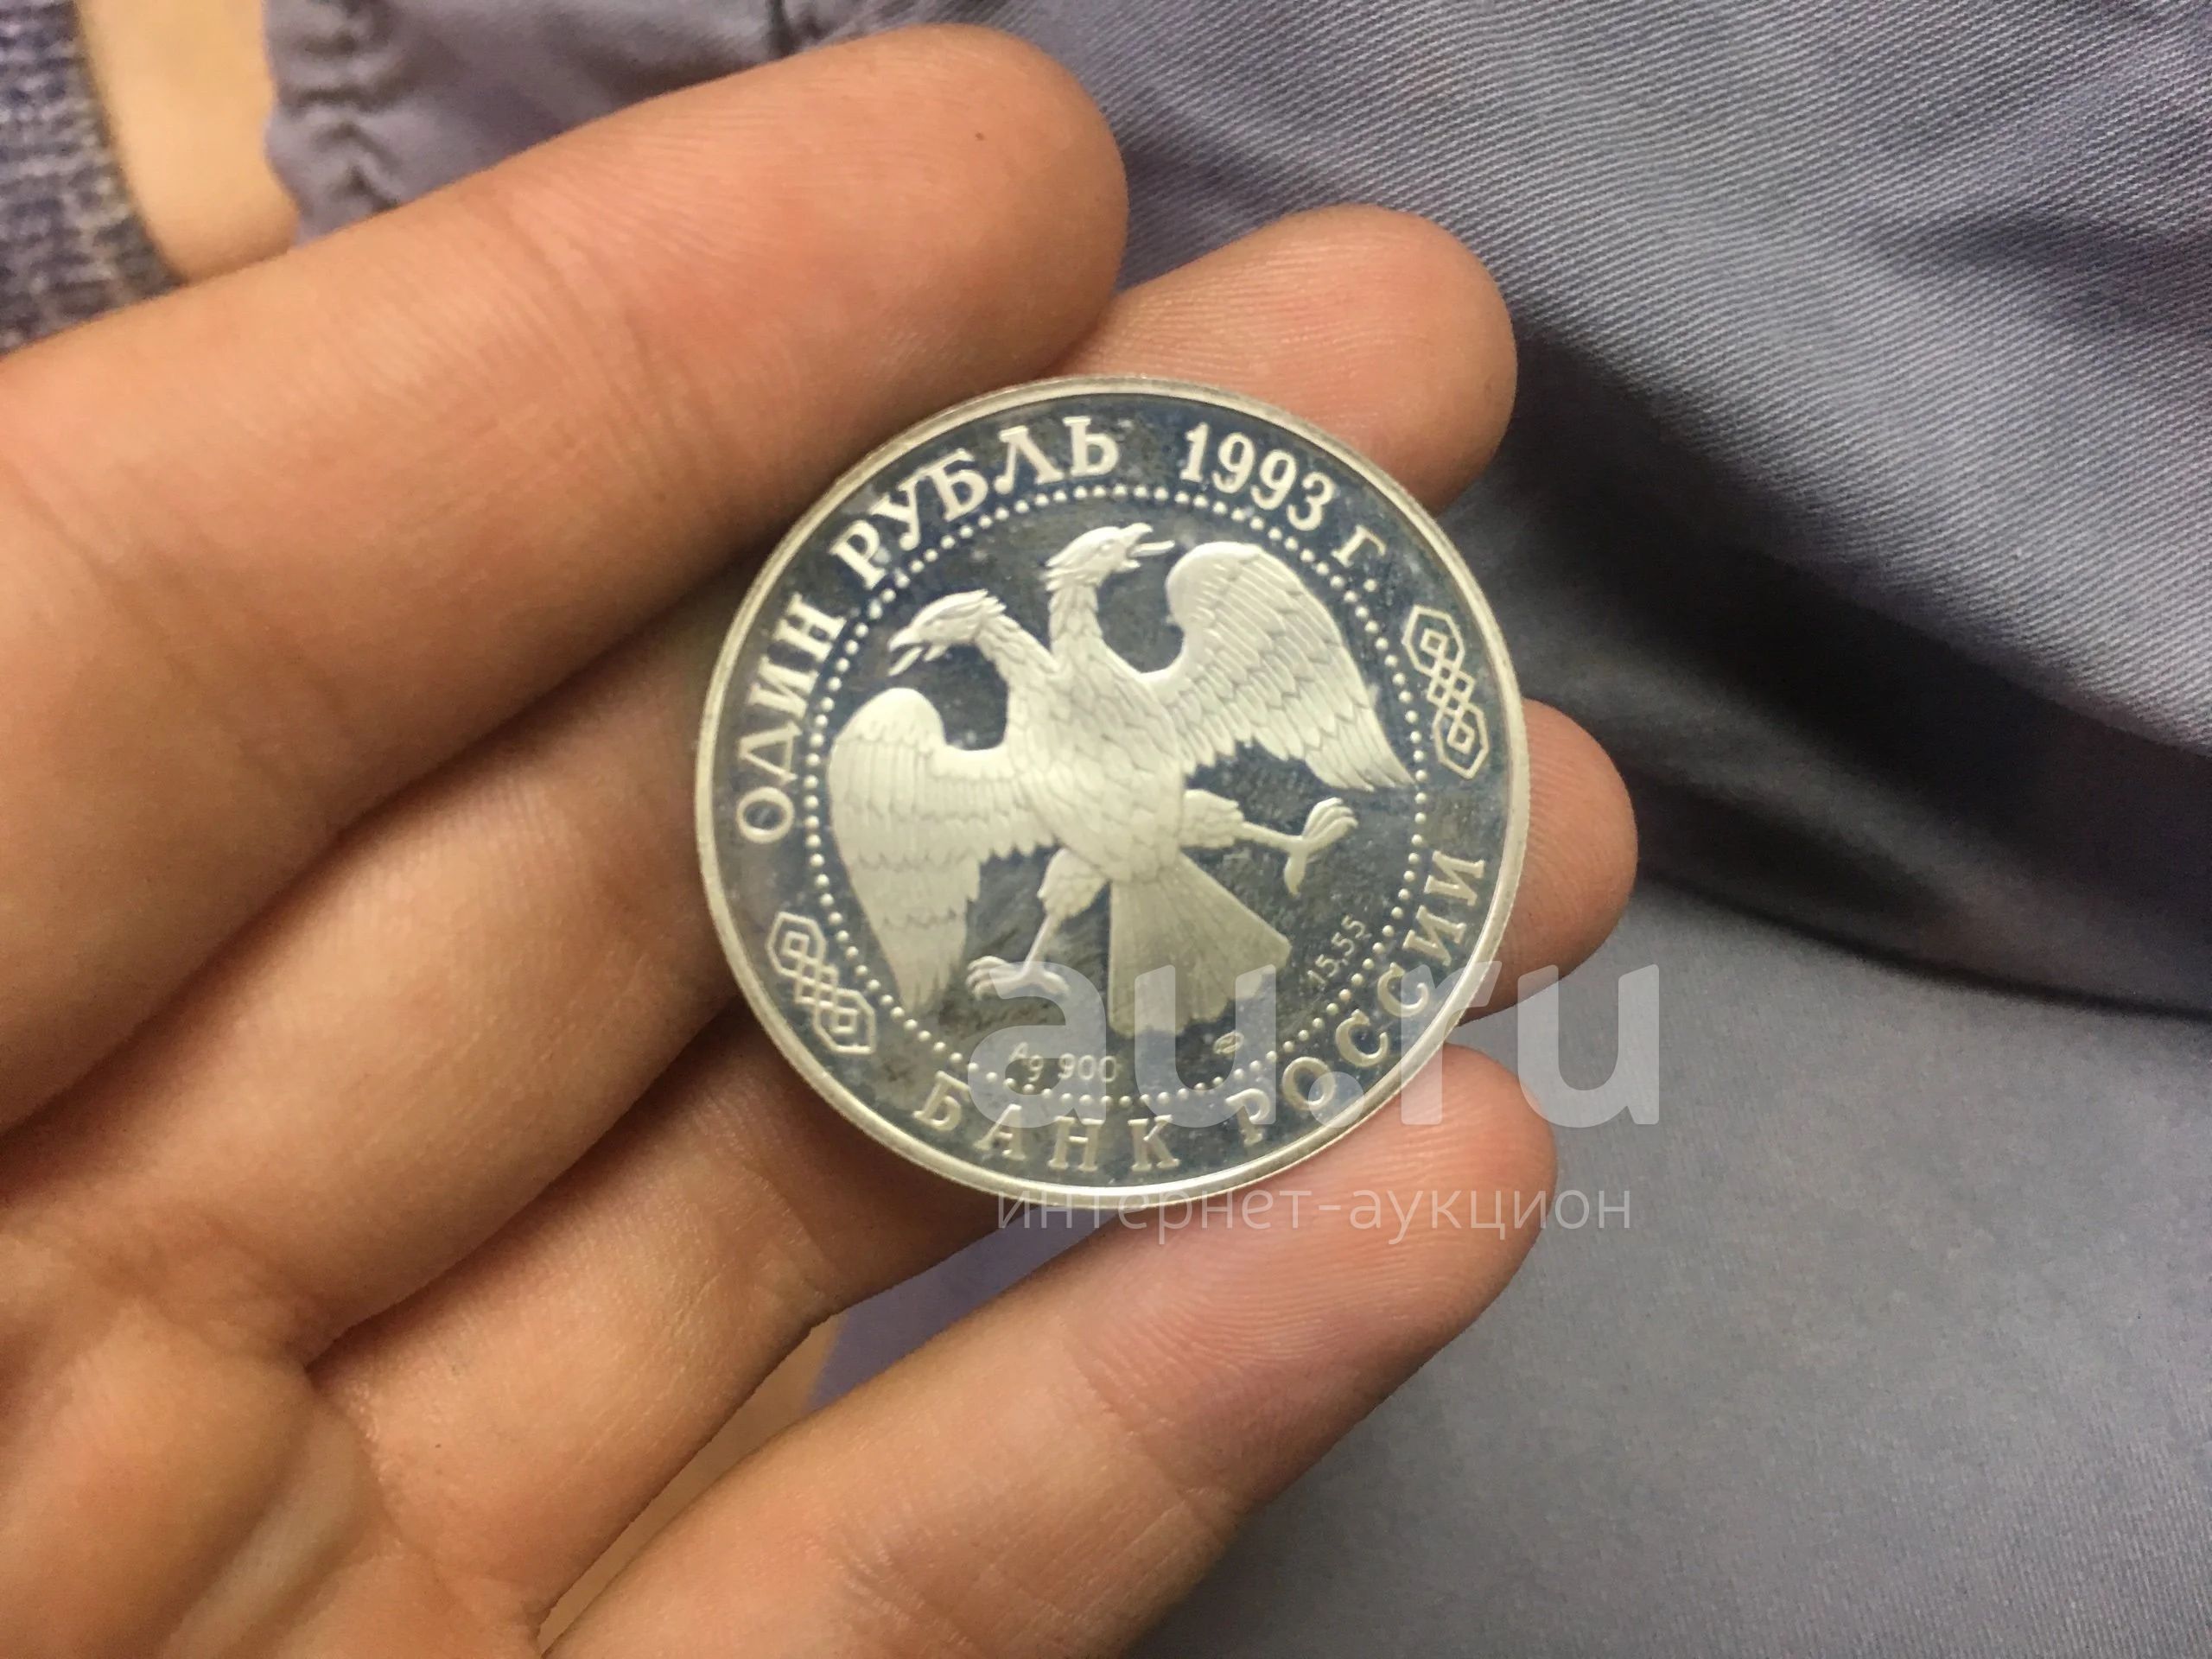 ОДИН РУБЛЬ 1993 г.
15,55
Ag 900
БАНК РОССИИ
au.ru
интернет-аукцион